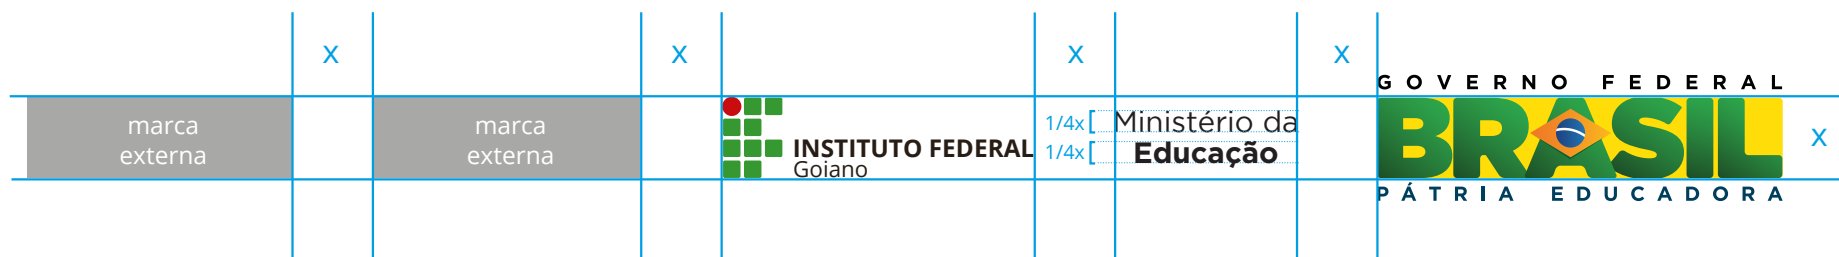 X X X X
GOVERNO FEDERAL
marca
externa
marca
externa
INSTITUTO FEDERAL
Goiano
1/4x
1/4x
Ministério da
Educação
BRASIL
X
PÁTRIA EDUCADORA